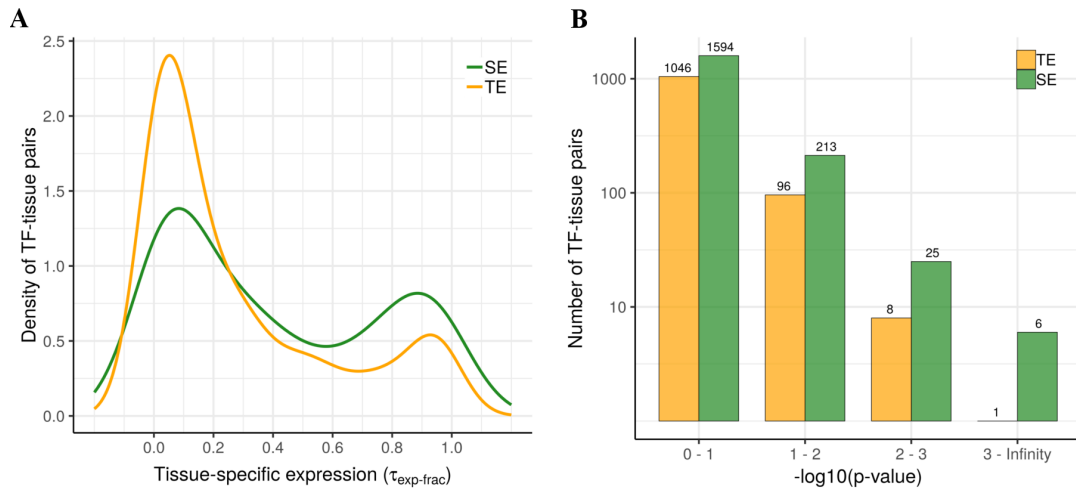 A
Density of TF-tissue pairs
2.5
2.0
1.5
1.0
0.5
0.0
SE
TE
0.0 0.2 0.4 0.6 0.8 1.0
Tissue-specific expression (τexp-frac)
B
Number of TF-tissue pairs
1000
100
10
1046 1594
96 213
8 25
1 6
TE
SE
0 - 1 1 - 2 2 - 3 3 - Infinity
-log10(p-value)